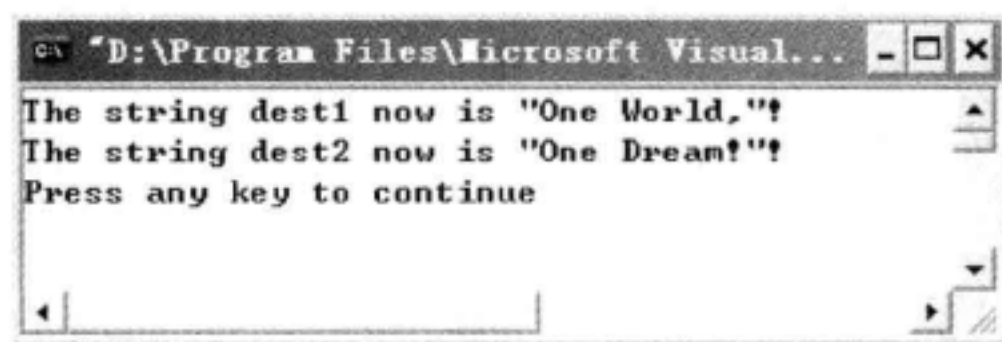 "D:\Program Files\Microsoft Visual...
The string dest1 now is "One World,"!
The string dest2 now is "One Dream!"!
Press any key to continue